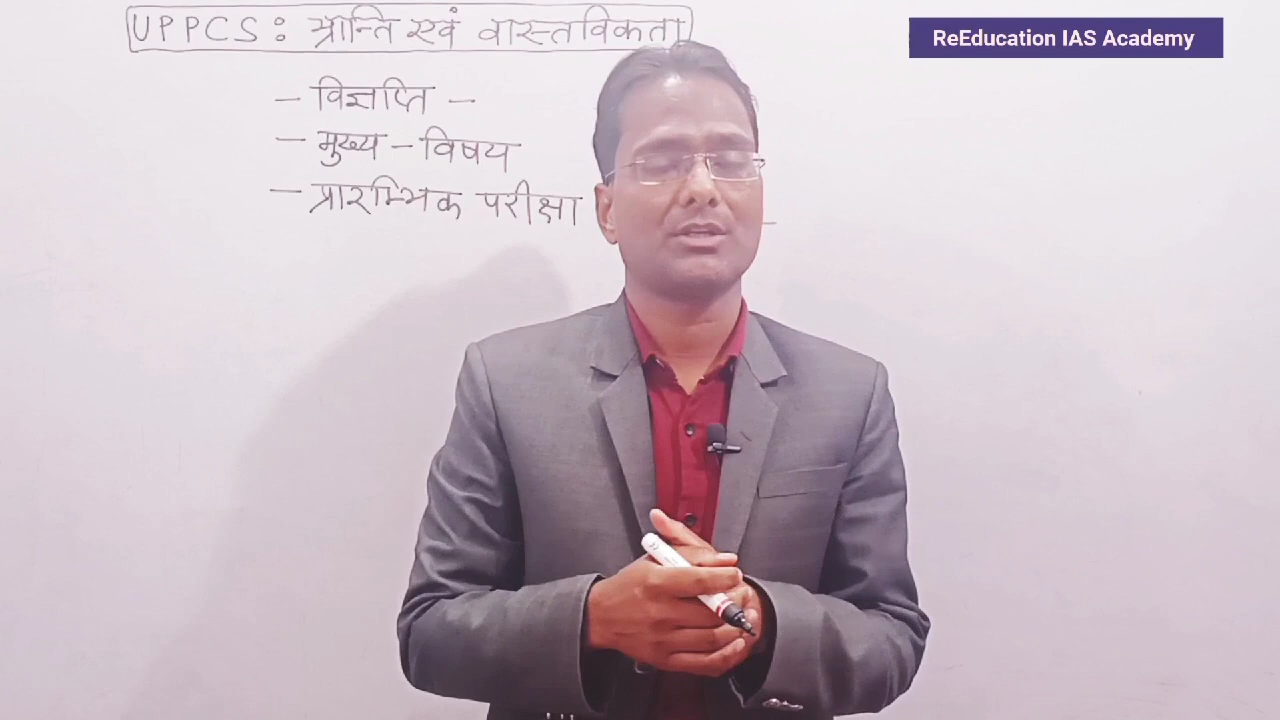 UPPCS: भ्रान्ति एवं वास्तविकता
ReEducation IAS Academy
- विज्ञप्ति -
- मुख्य - विषय
- प्रारम्भिक परीक्षा